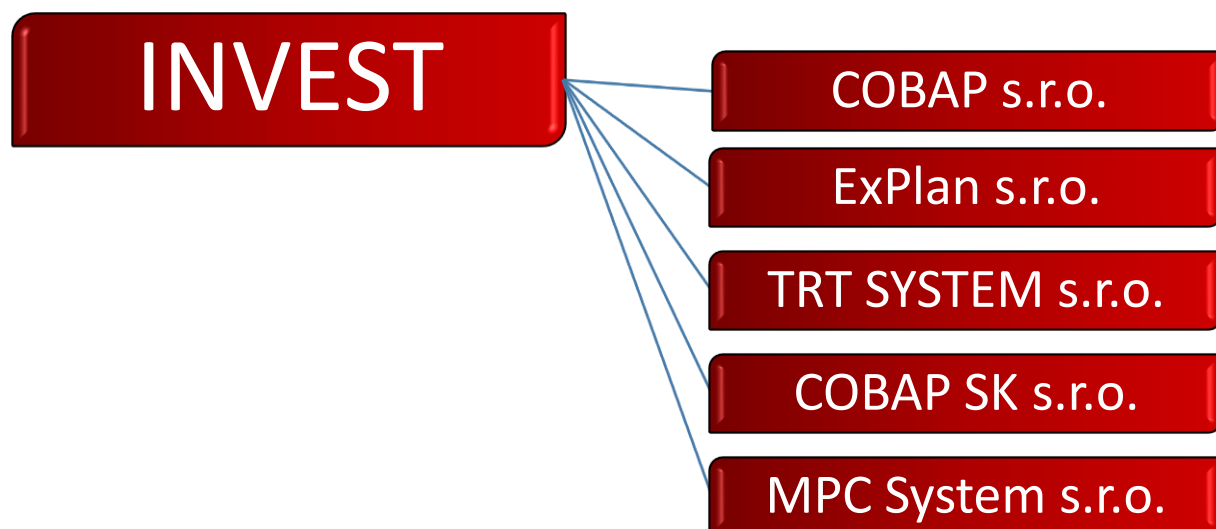 INVEST
COBAP s.r.o.
ExPlan s.r.o.
TRT SYSTEM s.r.o.
COBAP SK s.r.o.
MPC System s.r.o.